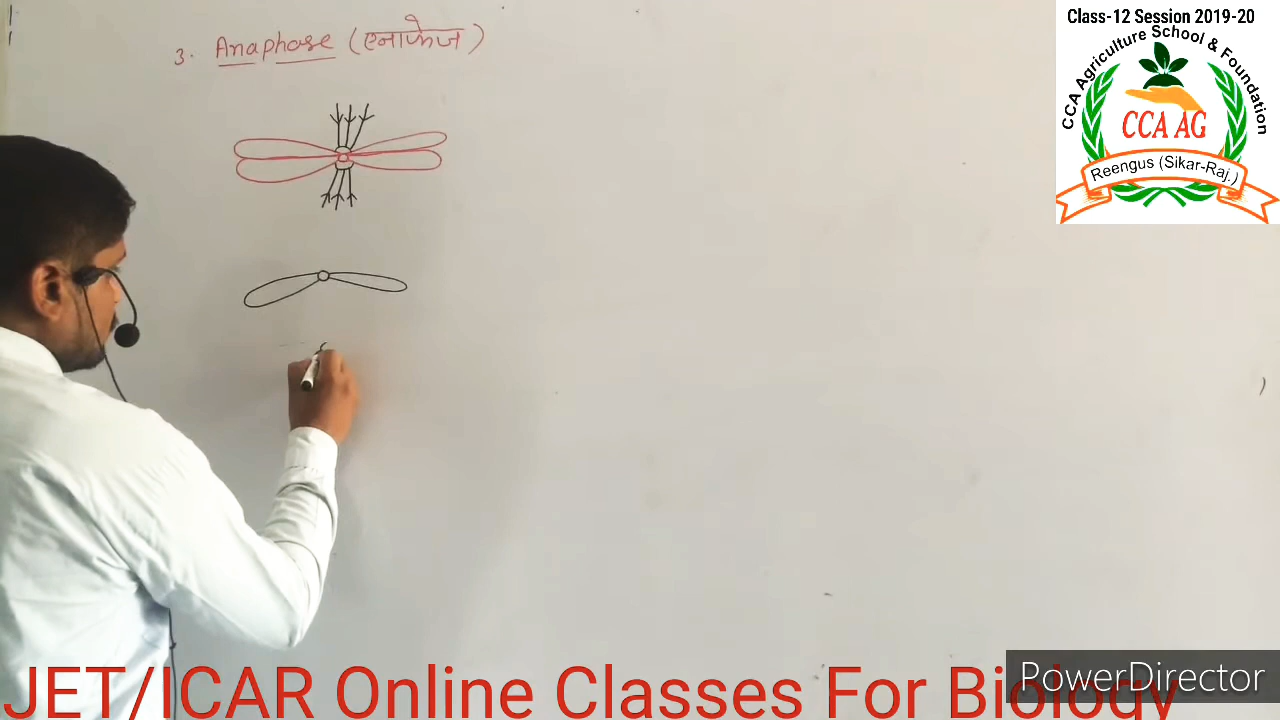 Class-12 Session 2019-20
CCA Agriculture School & Foundation
CCA AG
Reengus (Sikar-Raj.)
3. Anaphase (एनाफेज)
JET/ICAR Online Classes For Biology
PowerDirector